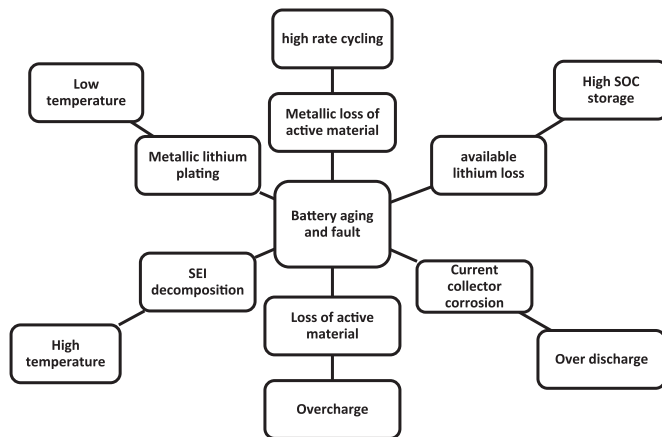 high rate cycling
Low
temperature
High SOC
storage
Metallic loss of
active material
Metallic lithium
plating
available
lithium loss
Battery aging
and fault
SEI
decomposition
Current
collector
corrosion
Loss of active
material
High
temperature
Over discharge
Overcharge